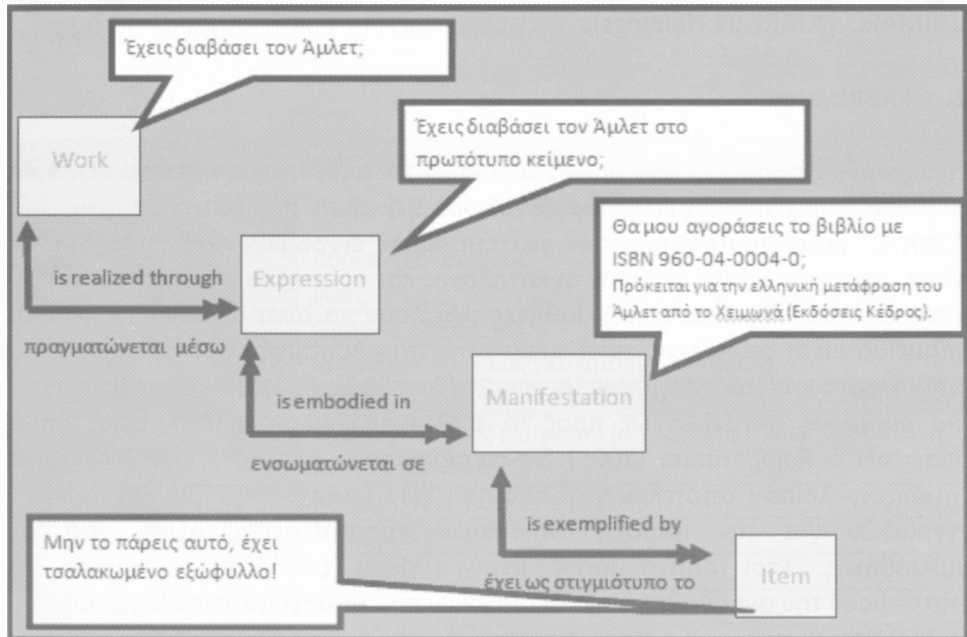 Έχεις διαβάσει τον Άμλετ;
Work
Έχεις διαβάσει τον Άμλετ στο
πρωτότυπο κείμενο;
is realized through
πραγματώνεται μέσω
Expression
Θα μου αγοράσεις το βιβλίο με
ISBN 960-04-0004-0;
Πρόκειται για την ελληνική μετάφραση του
Άμλετ από το Χειμωνά (Εκδόσεις Κέδρος).
is embodied in
ενσωματώνεται σε
Manifestation
is exemplified by
έχει ως στιγμιότυπο το
Item
Μην το πάρεις αυτό, έχει
τσαλακωμένο εξώφυλλο!